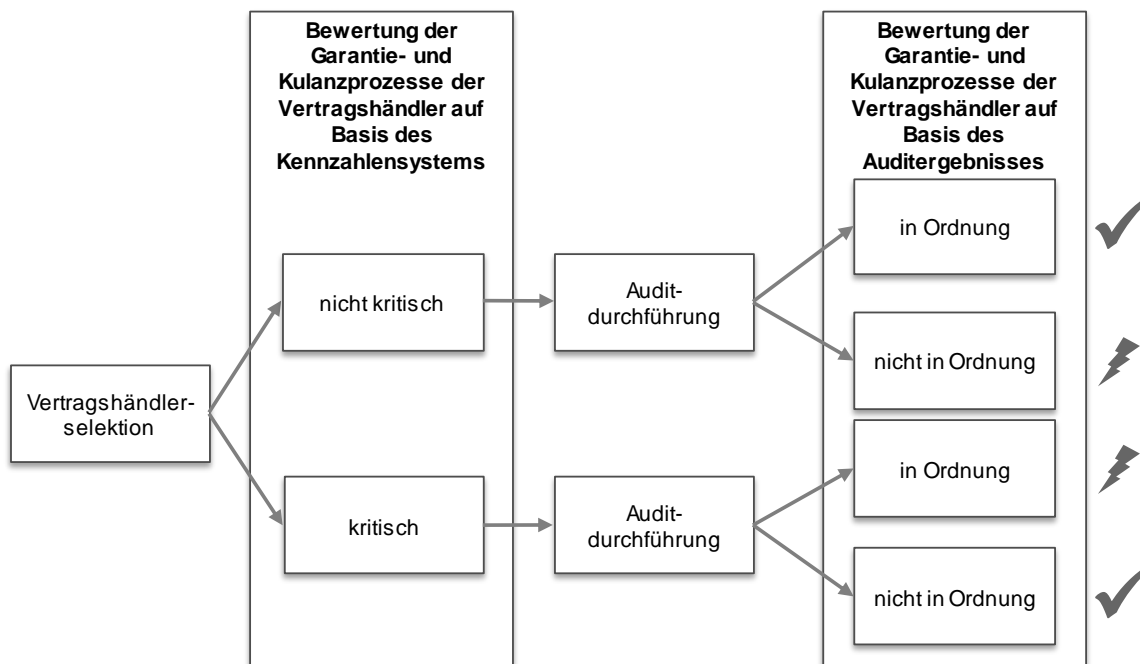 Bewertung der
Garantie- und
Kulanzprozesse der
Vertragshändler auf
Basis des
Kennzahlensystems
Bewertung der
Garantie- und
Kulanzprozesse der
Vertragshändler auf
Basis des
Auditergebnisses
Vertragshändler-
selektion
nicht kritisch
Audit-
durchführung
in Ordnung
nicht in Ordnung
kritisch
Audit-
durchführung
in Ordnung
nicht in Ordnung